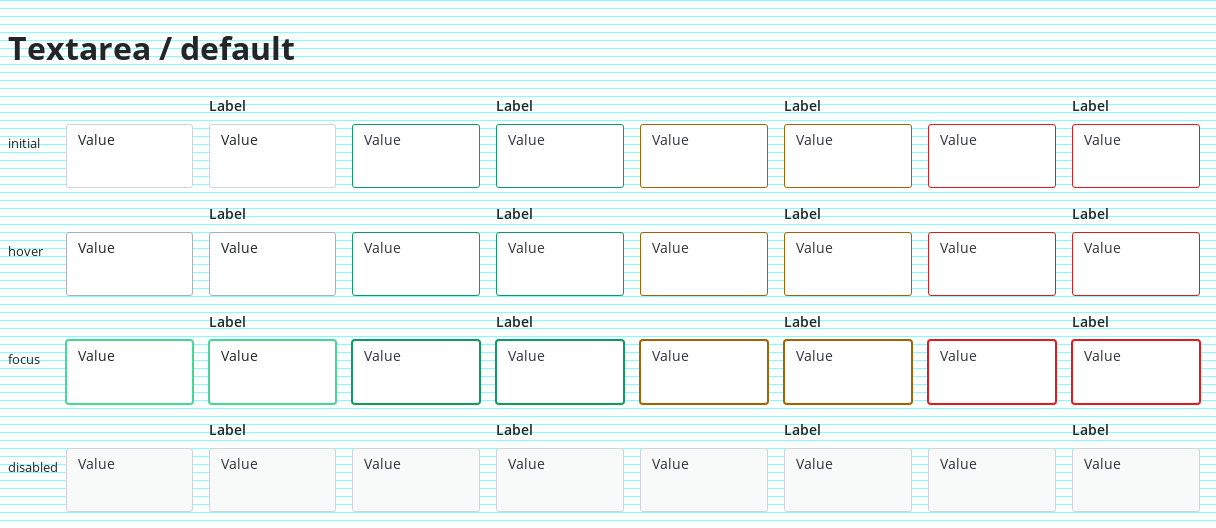 Textarea / default
Label Label Label Label
initial Value Value Value Value Value Value Value Value
Label Label Label Label
hover Value Value Value Value Value Value Value Value
Label Label Label Label
focus Value Value Value Value Value Value Value Value
Label Label Label Label
disabled Value Value Value Value Value Value Value Value